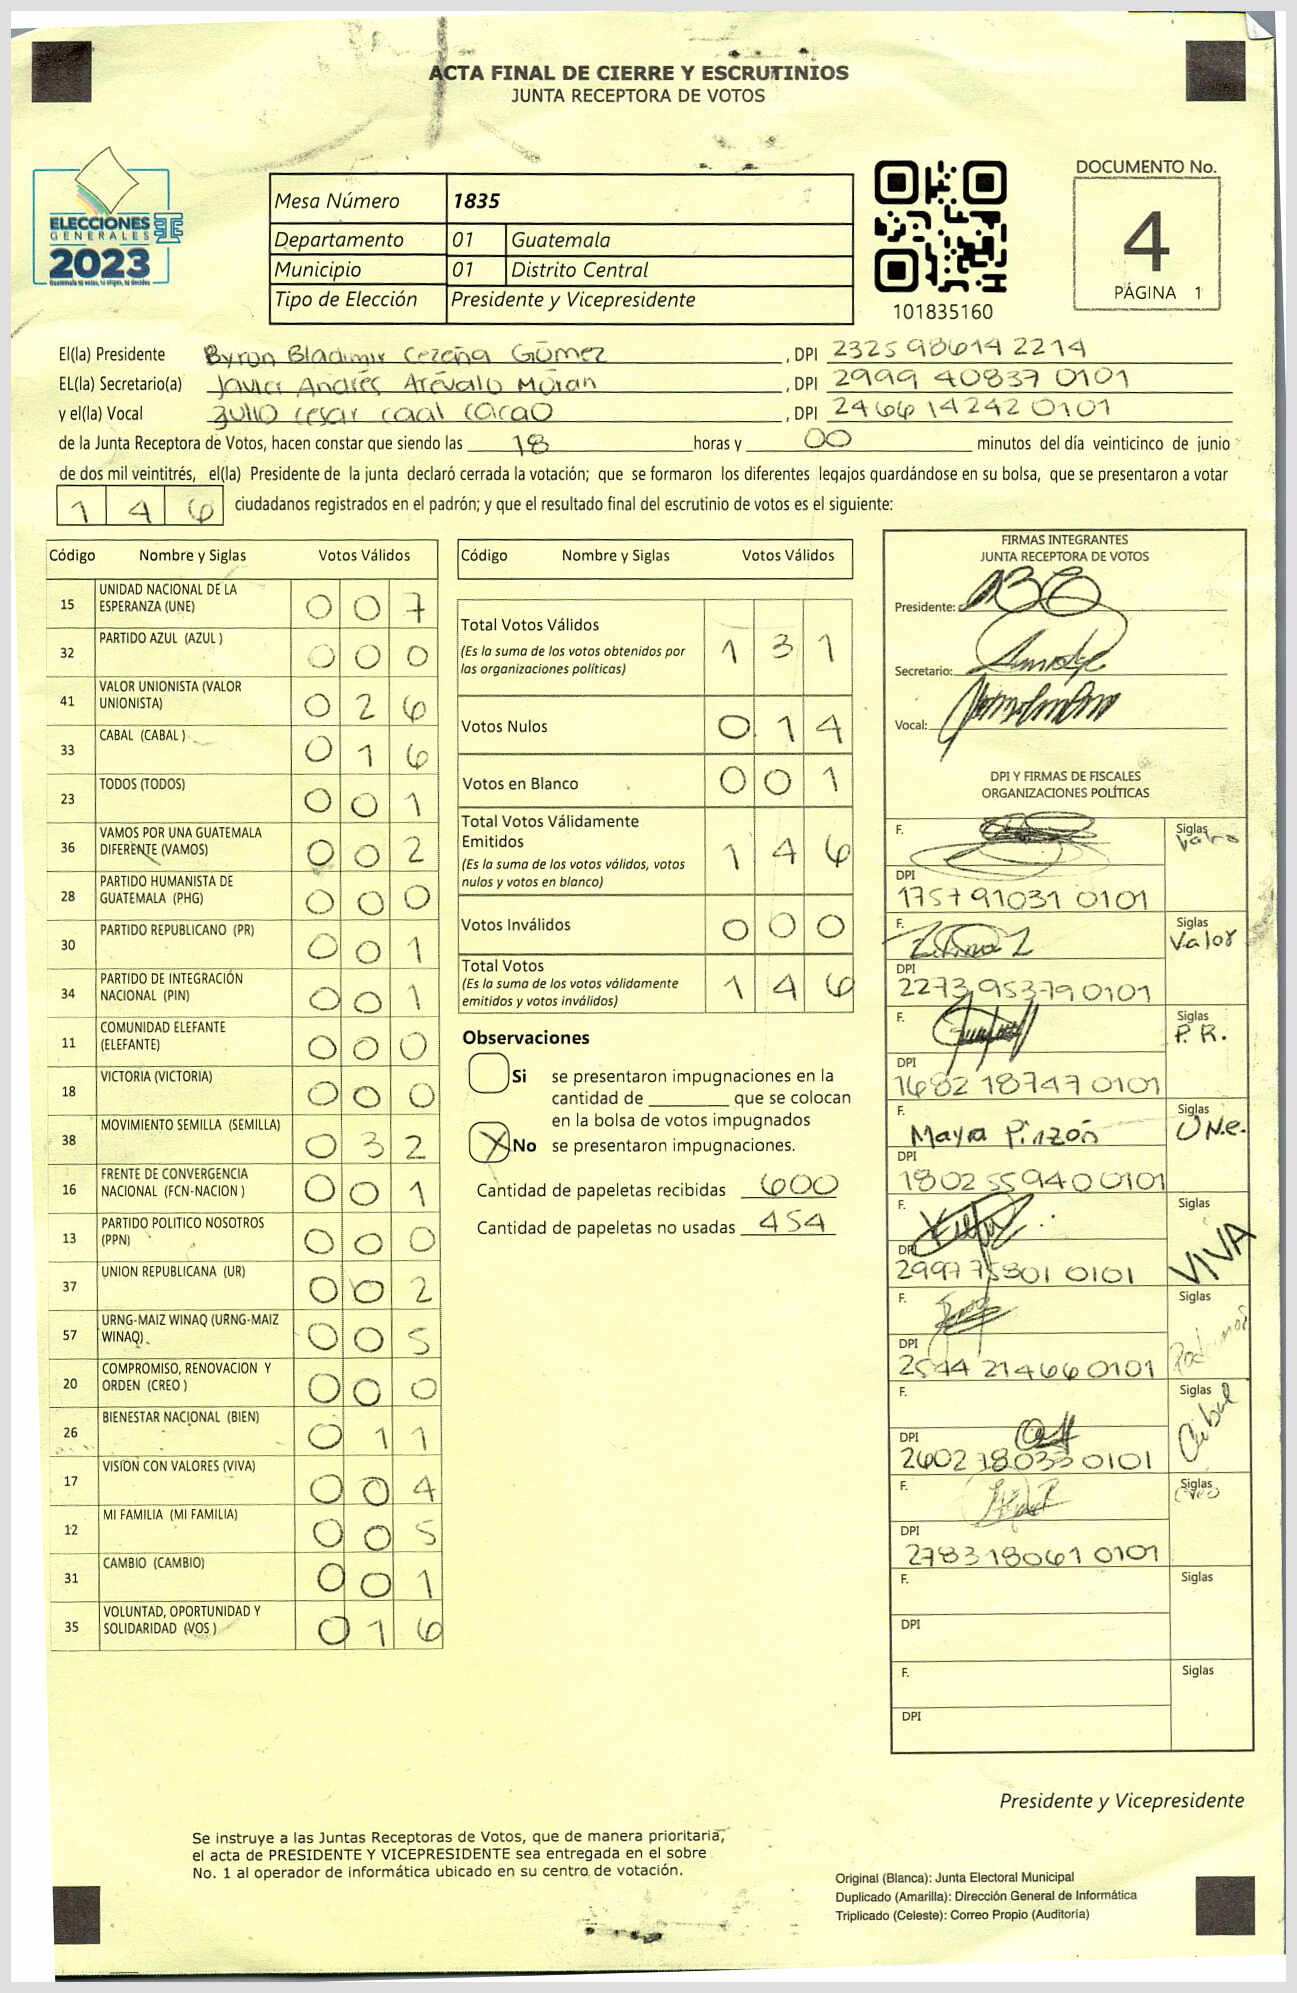 ACTA FINAL DE CIERRE Y ESCRUTINIOS
JUNTA RECEPTORA DE VOTOS
ELECCIONES
GENERALES
2023
Mesa Número 1835
Departamento 01 Guatemala
Municipio 01 Distrito Central
Tipo de Elección Presidente y Vicepresidente
101835160
DOCUMENTO No.
4
PÁGINA 1
El(la) Presidente Byron Bladimir Cezeña Gómez, DPI 2325 98614 2214
EL(la) Secretario(a) Javier Andrés Arévalo Móran, DPI 2999 40837 0101
y el(la) Vocal Julio Cesar Caal Cacao, DPI 2466 14242 0101
de la Junta Receptora de Votos, hacen constar que siendo las 18 horas y 00 minutos del día veinticinco de junio
de dos mil veintitrés, el(la) Presidente de la junta declaró cerrada la votación; que se formaron los diferentes legajos guardándose en su bolsa, que se presentaron a votar
1 4 6 ciudadanos registrados en el padrón; y que el resultado final del escrutinio de votos es el siguiente:
Código Nombre y Siglas Votos Válidos
15 UNIDAD NACIONAL DE LA ESPERANZA (UNE) 0 0 7
32 PARTIDO AZUL (AZUL ) 0 0 0
41 VALOR UNIONISTA (VALOR UNIONISTA) 0 2 6
33 CABAL (CABAL ) 0 1 6
23 TODOS (TODOS) 0 0 1
36 VAMOS POR UNA GUATEMALA DIFERENTE (VAMOS) 0 0 2
28 PARTIDO HUMANISTA DE GUATEMALA (PHG) 0 0 0
30 PARTIDO REPUBLICANO (PR) 0 0 1
34 PARTIDO DE INTEGRACIÓN NACIONAL (PIN) 0 0 1
11 COMUNIDAD ELEFANTE (ELEFANTE) 0 0 0
18 VICTORIA (VICTORIA) 0 0 0
38 MOVIMIENTO SEMILLA (SEMILLA) 0 3 2
16 FRENTE DE CONVERGENCIA NACIONAL (FCN-NACION ) 0 0 1
13 PARTIDO POLITICO NOSOTROS (PPN) 0 0 0
37 UNION REPUBLICANA (UR) 0 0 2
57 URNG-MAIZ WINAQ (URNG-MAIZ WINAQ) 0 0 5
20 COMPROMISO, RENOVACION Y ORDEN (CREO ) 0 0 0
26 BIENESTAR NACIONAL (BIEN) 0 1 1
17 VISION CON VALORES (VIVA) 0 0 4
12 MI FAMILIA (MI FAMILIA) 0 0 5
31 CAMBIO (CAMBIO) 0 0 1
35 VOLUNTAD, OPORTUNIDAD Y SOLIDARIDAD (VOS ) 0 1 6
Código Nombre y Siglas Votos Válidos
Total Votos Válidos 1 3 1
(Es la suma de los votos obtenidos por
las organizaciones políticas)
Votos Nulos 0 1 4
Votos en Blanco 0 0 1
Total Votos Válidamente
Emitidos 1 4 6
(Es la suma de los votos válidos, votos
nulos y votos en blanco)
Votos Inválidos 0 0 0
Total Votos 1 4 6
(Es la suma de los votos válidamente
emitidos y votos inválidos)
Observaciones
Si se presentaron impugnaciones en la
cantidad de ________ que se colocan
en la bolsa de votos impugnados
X No se presentaron impugnaciones.
Cantidad de papeletas recibidas 600
Cantidad de papeletas no usadas 454
FIRMAS INTEGRANTES
JUNTA RECEPTORA DE VOTOS
Presidente:
Secretario:
Vocal:
DPI Y FIRMAS DE FISCALES
ORGANIZACIONES POLÍTICAS
F. Siglas
DPI
1757 91031 0101
F. Siglas Valor
DPI
2273 95379 0101
F. Siglas P.R.
DPI
1682 18747 0101
F. Mayra Pinzón Siglas UNe.
DPI
1802 55940 0101
F. Siglas VIVA
DPI
2997 75801 0101
F. Siglas
DPI
2544 21466 0101
F. Siglas Cabal
DPI
2602 18033 0101
F. Siglas Creo
DPI
2783 18061 0101
F. Siglas
DPI
F. Siglas
DPI
Presidente y Vicepresidente
Se instruye a las Juntas Receptoras de Votos, que de manera prioritaria,
el acta de PRESIDENTE Y VICEPRESIDENTE sea entregada en el sobre
No. 1 al operador de informática ubicado en su centro de votación.
Original (Blanca): Junta Electoral Municipal
Duplicado (Amarilla): Dirección General de Informática
Triplicado (Celeste): Correo Propio (Auditoría)